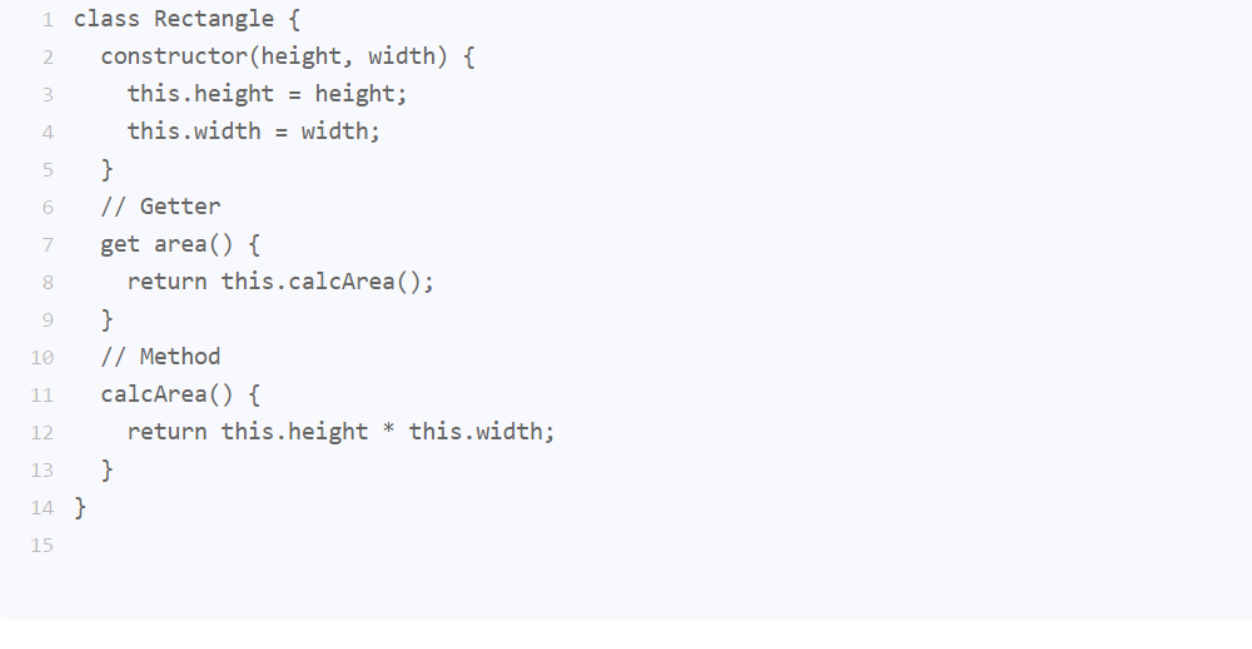 1 class Rectangle {
2   constructor(height, width) {
3     this.height = height;
4     this.width = width;
5   }
6   // Getter
7   get area() {
8     return this.calcArea();
9   }
10   // Method
11   calcArea() {
12     return this.height * this.width;
13   }
14 }
15